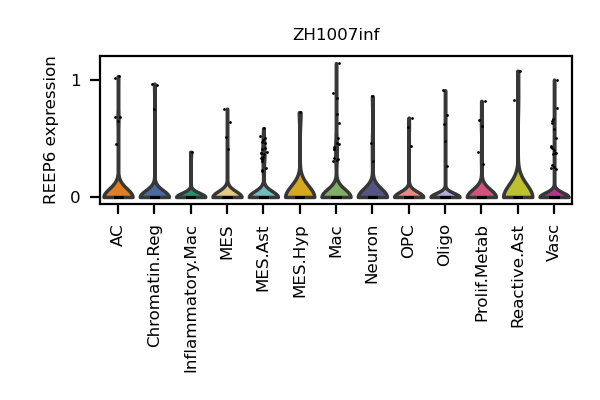 ZH1007inf
REEP6 expression
1
0
AC
Chromatin.Reg
Inflammatory.Mac
MES
MES.Ast
MES.Hyp
Mac
Neuron
OPC
Oligo
Prolif.Metab
Reactive.Ast
Vasc